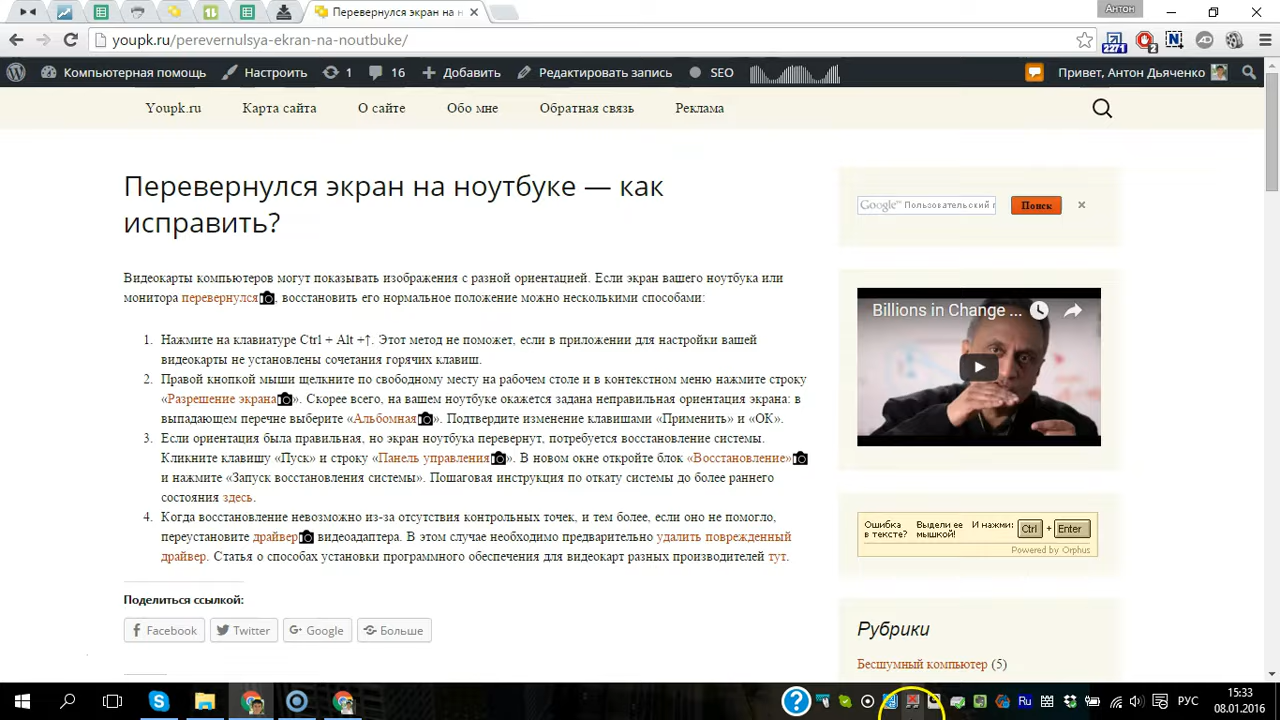 Перевернулся экран на н
Антон
youpk.ru/perevernulsya-ekran-na-noutbuke/
2271
2
Компьютерная помощь
Настроить
1
16
Добавить
Редактировать запись
SEO
Привет, Антон Дьяченко
Youpk.ru
Карта сайта
О сайте
Обо мне
Обратная связь
Реклама
Перевернулся экран на ноутбуке — как
исправить?
Google™ Пользовательский п
Поиск
Видеокарты компьютеров могут показывать изображения с разной ориентацией. Если экран вашего ноутбука или
монитора перевернулся, восстановить его нормальное положение можно несколькими способами:
1. Нажмите на клавиатуре Ctrl + Alt +↑. Этот метод не поможет, если в приложении для настройки вашей
видеокарты не установлены сочетания горячих клавиш.
2. Правой кнопкой мыши щелкните по свободному месту на рабочем столе и в контекстном меню нажмите строку
«Разрешение экрана». Скорее всего, на вашем ноутбуке окажется задана неправильная ориентация экрана: в
выпадающем перечне выберите «Альбомная». Подтвердите изменение клавишами «Применить» и «ОК».
3. Если ориентация была правильная, но экран ноутбука перевернут, потребуется восстановление системы.
Кликните клавишу «Пуск» и строку «Панель управления». В новом окне откройте блок «Восстановление»
и нажмите «Запуск восстановления системы». Пошаговая инструкция по откату системы до более раннего
состояния здесь.
4. Когда восстановление невозможно из-за отсутствия контрольных точек, и тем более, если оно не помогло,
переустановите драйвер видеоадаптера. В этом случае необходимо предварительно удалить поврежденный
драйвер. Статья о способах установки программного обеспечения для видеокарт разных производителей тут.
Billions in Change ...
Ошибка
в тексте?
Выдели ее
мышкой!
И нажми:
Ctrl + Enter
Powered by Orphus
Поделиться ссылкой:
Facebook
Twitter
Google
Больше
Рубрики
Бесшумный компьютер (5)
Ru
РУС
15:33
08.01.2016